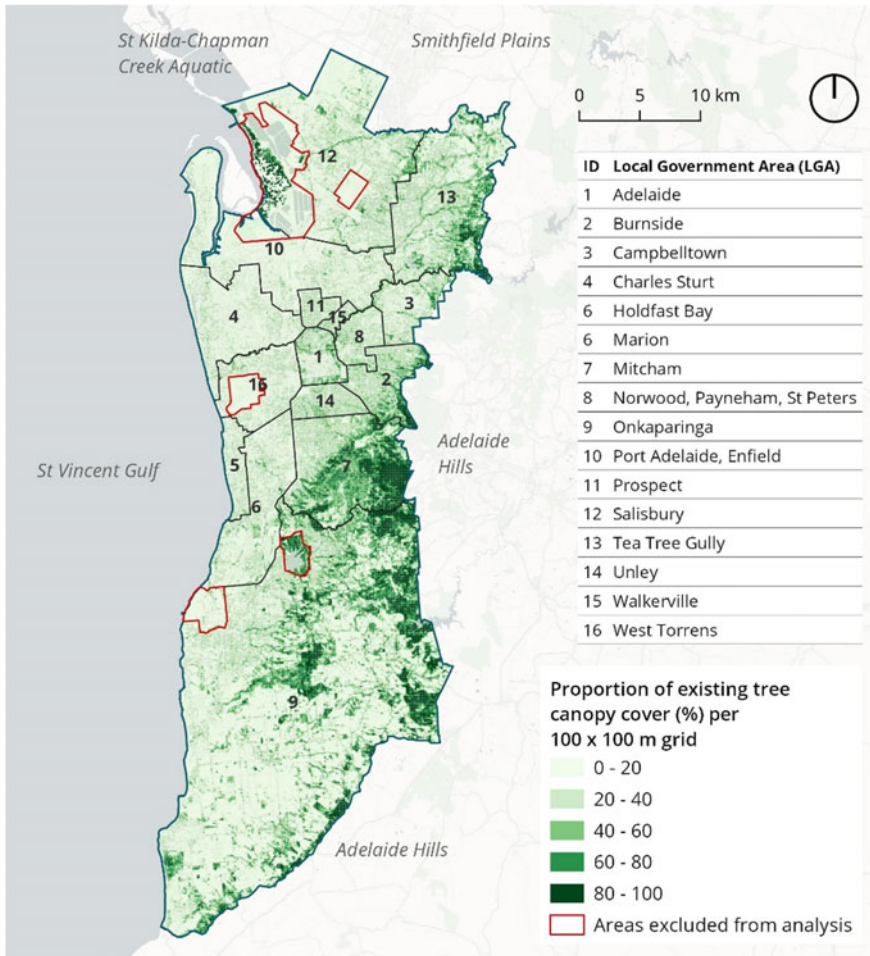 St Kilda-Chapman
Creek Aquatic
Smithfield Plains
0 5 10 km
12
13
10
3
11
15
4
8
1
2
16
14
Adelaide
Hills
7
5
St Vincent Gulf
6
9
Adelaide Hills
ID Local Government Area (LGA)
1 Adelaide
2 Burnside
3 Campbelltown
4 Charles Sturt
6 Holdfast Bay
6 Marion
7 Mitcham
8 Norwood, Payneham, St Peters
9 Onkaparinga
10 Port Adelaide, Enfield
11 Prospect
12 Salisbury
13 Tea Tree Gully
14 Unley
15 Walkerville
16 West Torrens
Proportion of existing tree
canopy cover (%) per
100 x 100 m grid
0 - 20
20 - 40
40 - 60
60 - 80
80 - 100
Areas excluded from analysis